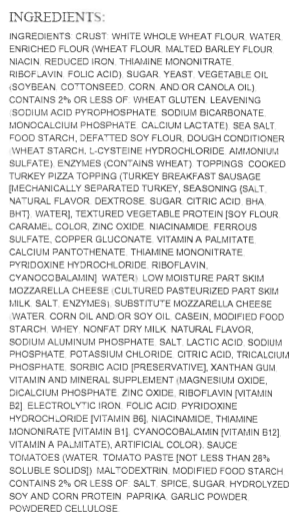 INGREDIENTS:
INGREDIENTS: CRUST: WHITE WHOLE WHEAT FLOUR, WATER,
ENRICHED FLOUR (WHEAT FLOUR, MALTED BARLEY FLOUR,
NIACIN, REDUCED IRON, THIAMINE MONONITRATE,
RIBOFLAVIN, FOLIC ACID), SUGAR, YEAST, VEGETABLE OIL
(SOYBEAN, COTTONSEED, CORN, AND/OR CANOLA OIL),
CONTAINS 2% OR LESS OF: WHEAT GLUTEN, LEAVENING
(SODIUM ACID PYROPHOSPHATE, SODIUM BICARBONATE,
MONOCALCIUM PHOSPHATE, CALCIUM LACTATE), SEA SALT,
FOOD STARCH, DEFATTED SOY FLOUR, DOUGH CONDITIONER
(WHEAT STARCH, L-CYSTEINE HYDROCHLORIDE, AMMONIUM
SULFATE), ENZYMES (CONTAINS WHEAT). TOPPINGS: COOKED
TURKEY PIZZA TOPPING (TURKEY BREAKFAST SAUSAGE
[MECHANICALLY SEPARATED TURKEY, SEASONING {SALT,
NATURAL FLAVOR, DEXTROSE, SUGAR, CITRIC ACID, BHA,
BHT}, WATER], TEXTURED VEGETABLE PROTEIN [SOY FLOUR,
CARAMEL COLOR, ZINC OXIDE, NIACINAMIDE, FERROUS
SULFATE, COPPER GLUCONATE, VITAMIN A PALMITATE,
CALCIUM PANTOTHENATE, THIAMINE MONONITRATE,
PYRIDOXINE HYDROCHLORIDE, RIBOFLAVIN,
CYANOCOBALAMIN], WATER). LOW MOISTURE PART SKIM
MOZZARELLA CHEESE (CULTURED PASTEURIZED PART SKIM
MILK, SALT, ENZYMES), SUBSTITUTE MOZZARELLA CHEESE
(WATER, CORN OIL AND/OR SOY OIL, CASEIN, MODIFIED FOOD
STARCH, WHEY, NONFAT DRY MILK, NATURAL FLAVOR,
SODIUM ALUMINUM PHOSPHATE, SALT, LACTIC ACID, SODIUM
PHOSPHATE, POTASSIUM CHLORIDE, CITRIC ACID, TRICALCIUM
PHOSPHATE, SORBIC ACID [PRESERVATIVE], XANTHAN GUM,
VITAMIN AND MINERAL SUPPLEMENT (MAGNESIUM OXIDE,
DICALCIUM PHOSPHATE, ZINC OXIDE, RIBOFLAVIN [VITAMIN
B2], ELECTROLYTIC IRON, FOLIC ACID, PYRIDOXINE
HYDROCHLORIDE [VITAMIN B6], NIACINAMIDE, THIAMINE
MONONITRATE [VITAMIN B1], CYANOCOBALAMIN [VITAMIN B12],
VITAMIN A PALMITATE), ARTIFICIAL COLOR). SAUCE:
TOMATOES (WATER, TOMATO PASTE [NOT LESS THAN 28%
SOLUBLE SOLIDS]), MALTODEXTRIN, MODIFIED FOOD STARCH,
CONTAINS 2% OR LESS OF: SALT, SPICE, SUGAR, HYDROLYZED
SOY AND CORN PROTEIN, PAPRIKA, GARLIC POWDER,
POWDERED CELLULOSE